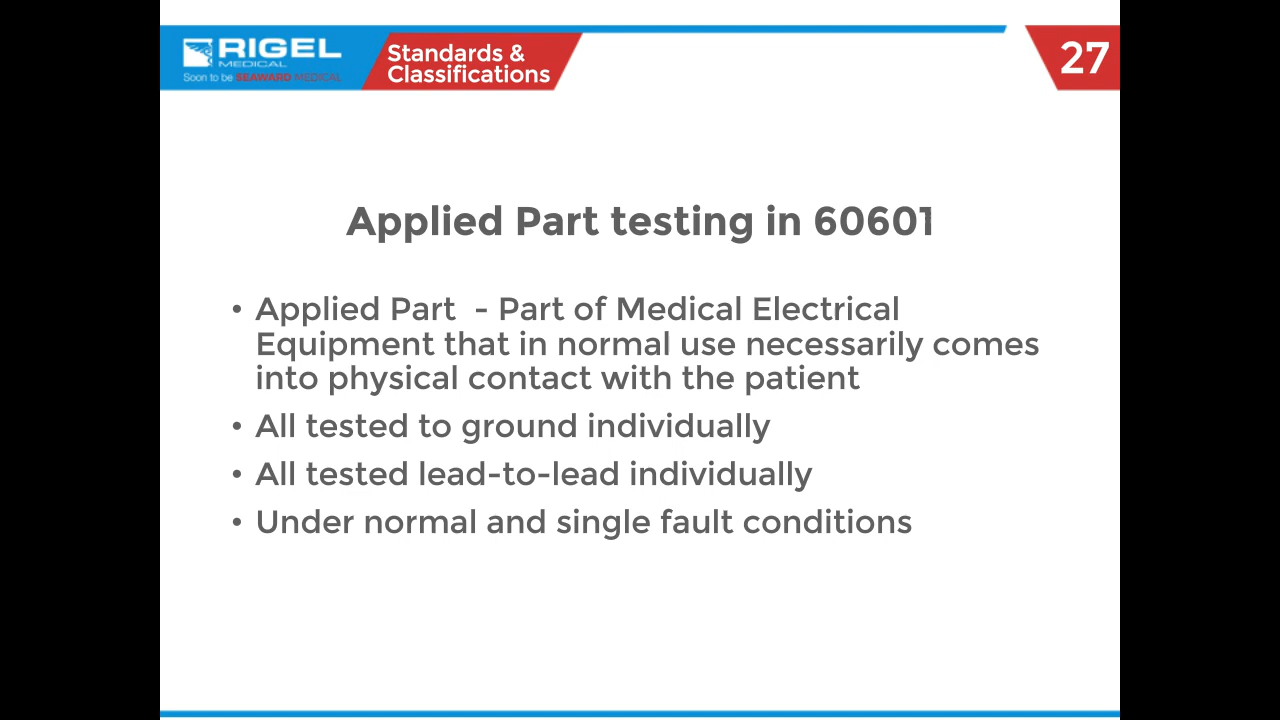 RIGEL
MEDICAL
Soon to be SEAWARD MEDICAL
Standards &
Classifications
27
Applied Part testing in 60601
• Applied Part - Part of Medical Electrical
Equipment that in normal use necessarily comes
into physical contact with the patient
• All tested to ground individually
• All tested lead-to-lead individually
• Under normal and single fault conditions